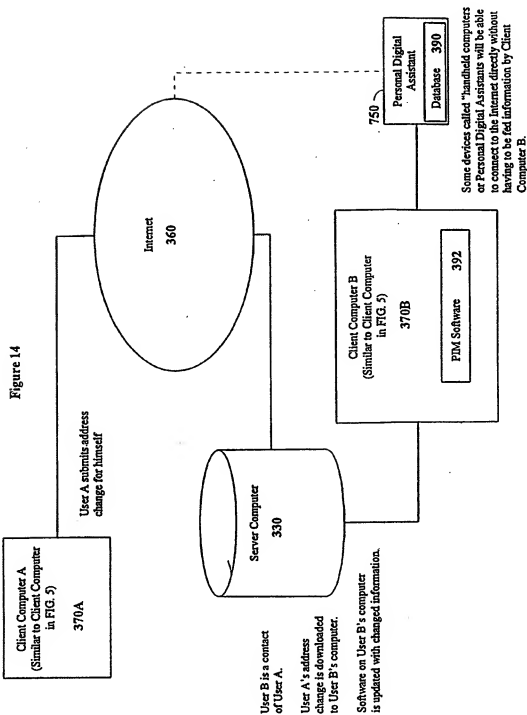 Figure 14
Client Computer A
(Similar to Client Computer
in FIG. 5)
370A
User A submits address
change for himself
Internet
360
Server Computer
330
User B is a contact
of User A.
User A's address
change is downloaded
to User B's computer.
Software on User B's computer
is updated with changed information.
Client Computer B
(Similar to Client Computer
in FIG. 5)
370B
PIM Software 392
750
Personal Digital
Assistant
Database 390
Some devices called "handheld computers
or Personal Digital Assistants will be able
to connect to the Internet directly without
having to be fed information by Client
Computer B.